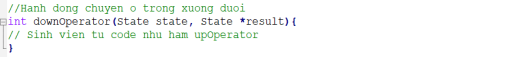 //Hanh dong chuyen o trong xuong duoi
int downOperator(State state, State *result){
// Sinh vien tu code nhu ham upOperator
}